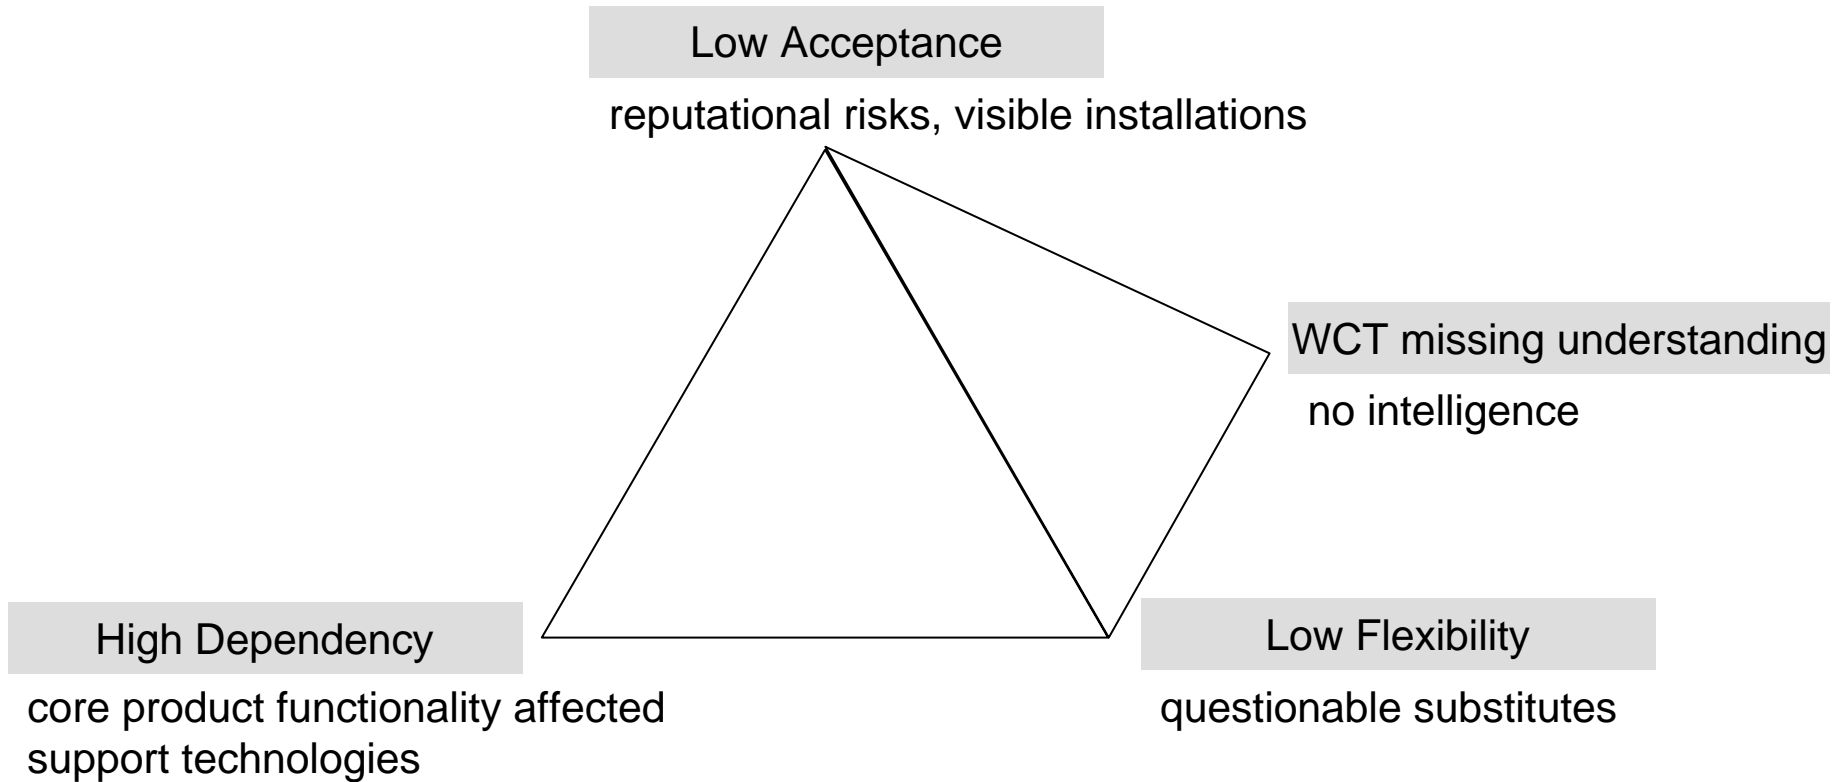 Low Acceptance
reputational risks, visible installations
WCT missing understanding
no intelligence
High Dependency
core product functionality affected
support technologies
Low Flexibility
questionable substitutes